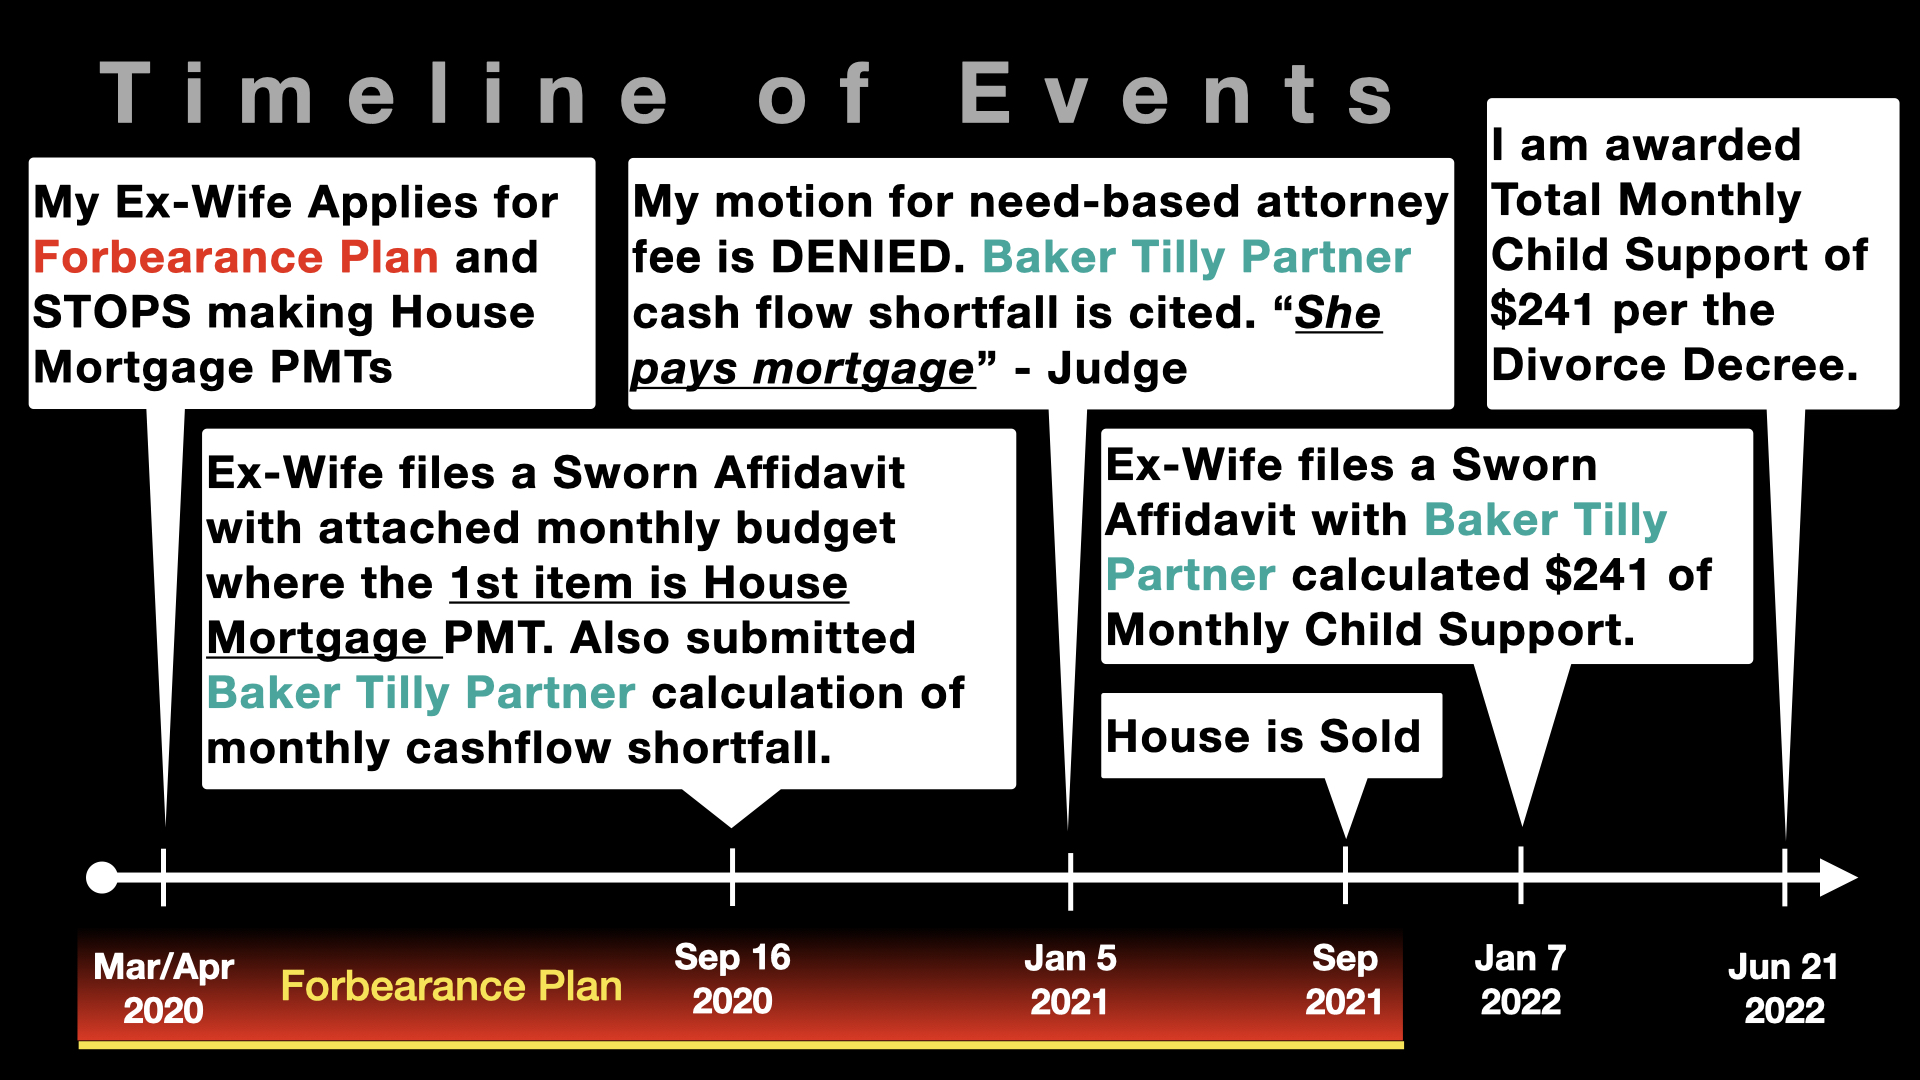 Timeline of Events
My Ex-Wife Applies for
Forbearance Plan and
STOPS making House
Mortgage PMTs
My motion for need-based attorney
fee is DENIED. Baker Tilly Partner
cash flow shortfall is cited. “She
pays mortgage” - Judge
I am awarded
Total Monthly
Child Support of
$241 per the
Divorce Decree.
Ex-Wife files a Sworn Affidavit
with attached monthly budget
where the 1st item is House
Mortgage PMT. Also submitted
Baker Tilly Partner calculation of
monthly cashflow shortfall.
Ex-Wife files a Sworn
Affidavit with Baker Tilly
Partner calculated $241 of
Monthly Child Support.
House is Sold
Mar/Apr
2020
Forbearance Plan
Sep 16
2020
Jan 5
2021
Sep
2021
Jan 7
2022
Jun 21
2022